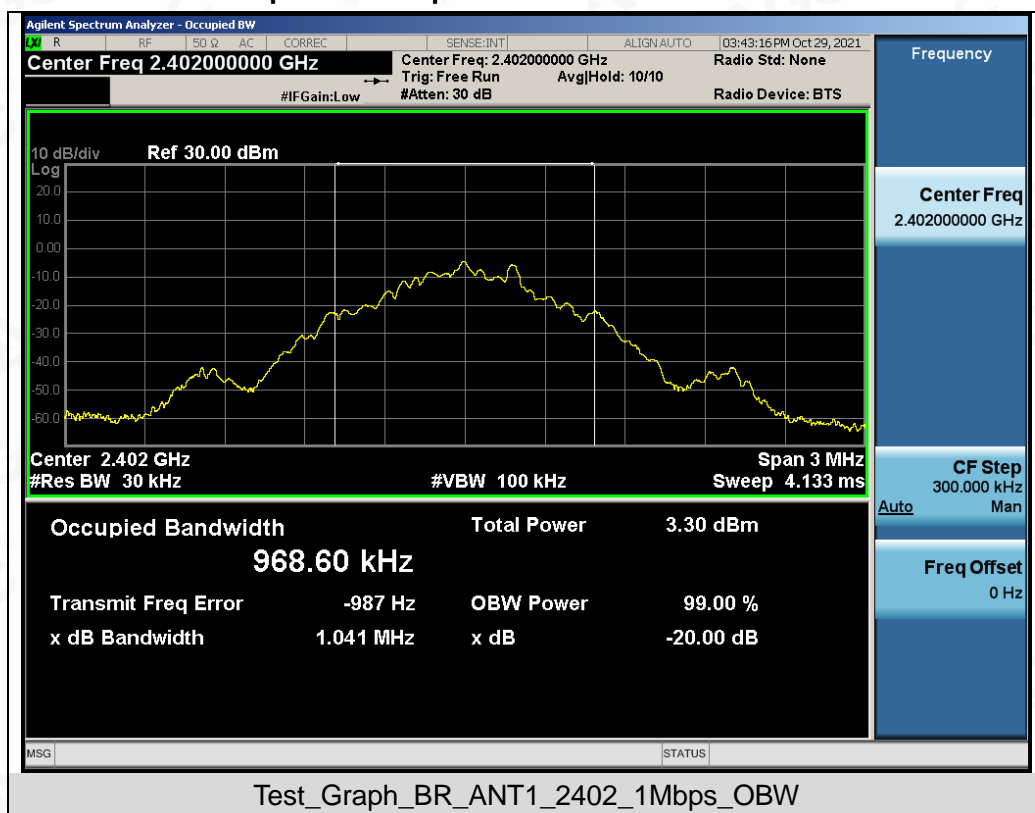 Agilent Spectrum Analyzer - Occupied BW
LXI R RF 50 Ω AC CORREC SENSE:INT ALIGN AUTO 03:43:16 PM Oct 29, 2021
Center Freq 2.402000000 GHz Center Freq: 2.402000000 GHz Radio Std: None
Trig: Free Run Avg|Hold: 10/10
#IFGain:Low #Atten: 30 dB Radio Device: BTS
10 dB/div Ref 30.00 dBm
Log
20.0
10.0
0.00
-10.0
-20.0
-30.0
-40.0
-50.0
-60.0
Center 2.402 GHz Span 3 MHz
#Res BW 30 kHz #VBW 100 kHz Sweep 4.133 ms
Occupied Bandwidth Total Power 3.30 dBm
968.60 kHz
Transmit Freq Error -987 Hz OBW Power 99.00 %
x dB Bandwidth 1.041 MHz x dB -20.00 dB
MSG STATUS
Frequency
Center Freq
2.402000000 GHz
CF Step
300.000 kHz
Auto Man
Freq Offset
0 Hz
Test_Graph_BR_ANT1_2402_1Mbps_OBW